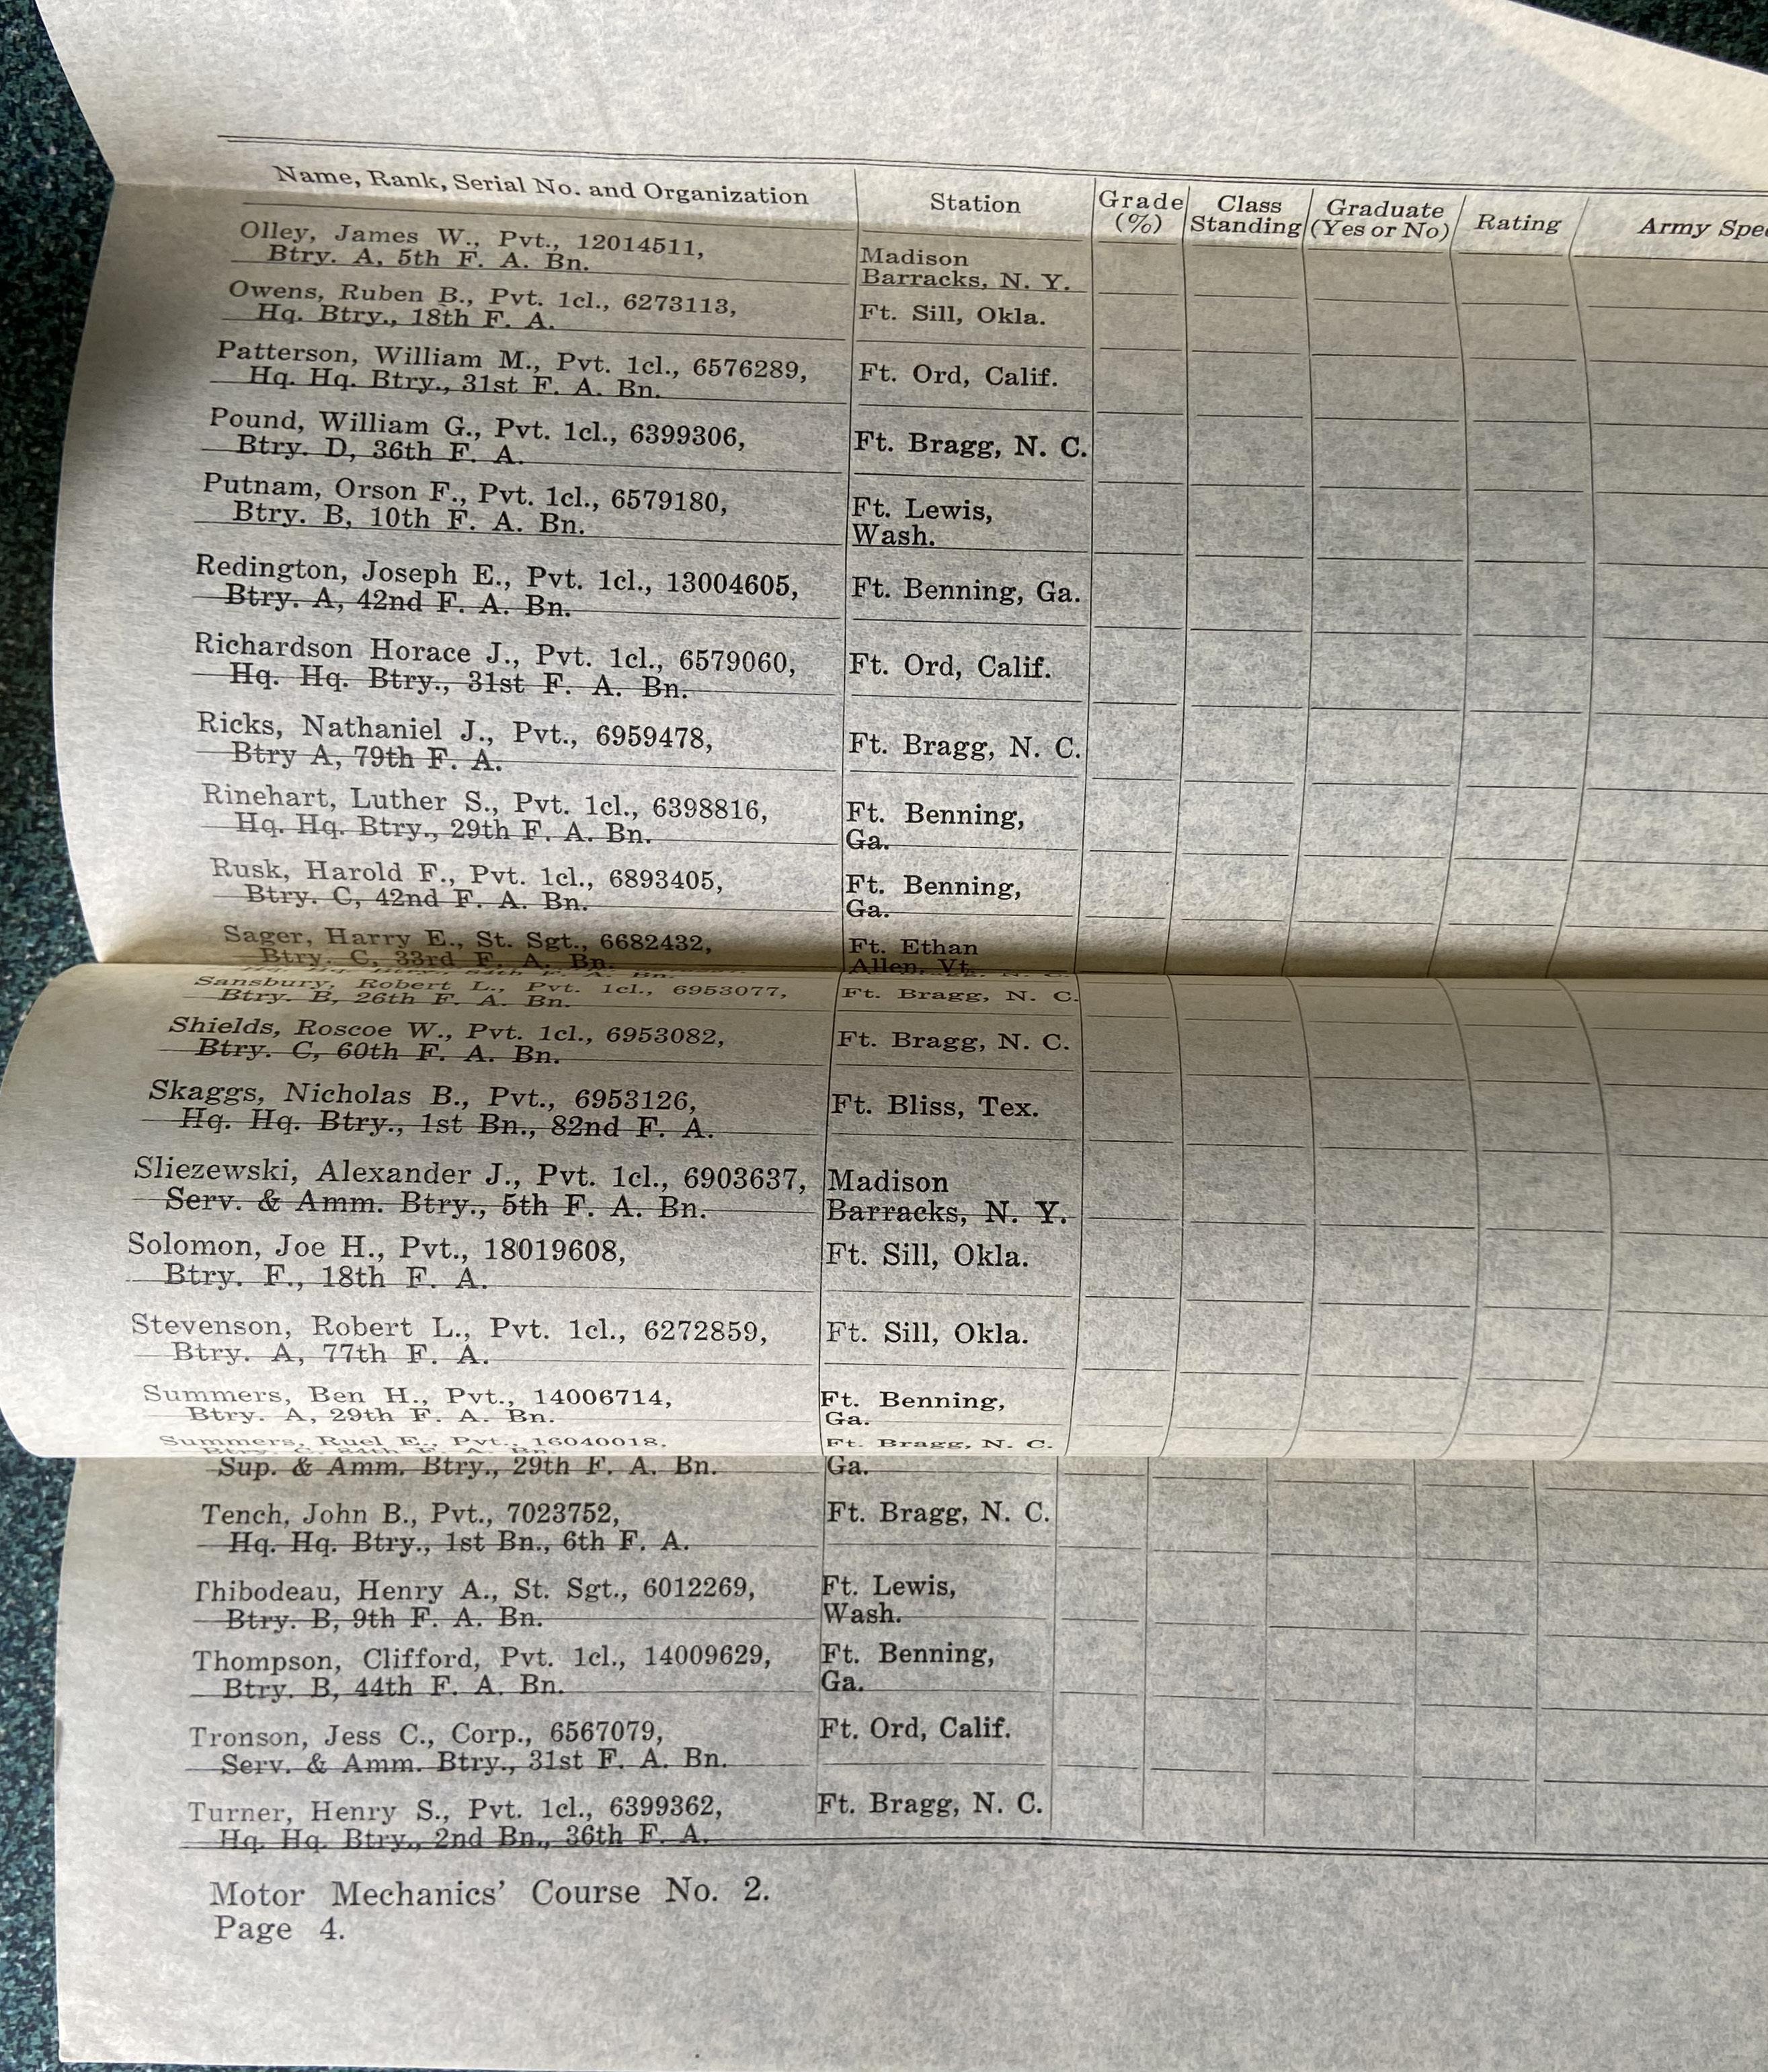 Name, Rank, Serial No. and Organization Station Grade (%) Class Standing Graduate (Yes or No) Rating Army
Olley, James W., Pvt., 12014511, Madison
Btry. A, 5th F. A. Bn. Barracks, N. Y.
Owens, Ruben B., Pvt. 1cl., 6273113, Ft. Sill, Okla.
Hq. Btry., 18th F. A.
Patterson, William M., Pvt. 1cl., 6576289, Ft. Ord, Calif.
Hq. Hq. Btry., 31st F. A. Bn.
Pound, William G., Pvt. 1cl., 6399306, Ft. Bragg, N. C.
Btry. D, 36th F. A.
Putnam, Orson F., Pvt. 1cl., 6579180, Ft. Lewis,
Btry. B, 10th F. A. Bn. Wash.
Redington, Joseph E., Pvt. 1cl., 13004605, Ft. Benning, Ga.
Btry. A, 42nd F. A. Bn.
Richardson Horace J., Pvt. 1cl., 6579060, Ft. Ord, Calif.
Hq. Hq. Btry., 31st F. A. Bn.
Ricks, Nathaniel J., Pvt., 6959478, Ft. Bragg, N. C.
Btry A, 79th F. A.
Rinehart, Luther S., Pvt. 1cl., 6398816, Ft. Benning,
Hq. Hq. Btry., 29th F. A. Bn. Ga.
Rusk, Harold F., Pvt. 1cl., 6893405, Ft. Benning,
Btry. C, 42nd F. A. Bn. Ga.
Sager, Harry E., St. Sgt., 6682432, Ft. Ethan
Btry. C, 33rd F. A. Bn. Allen, Vt.
Sansbury, Robert L., Pvt. 1cl., 6953077, Ft. Bragg, N. C.
Btry. B, 26th F. A. Bn.
Shields, Roscoe W., Pvt. 1cl., 6953082, Ft. Bragg, N. C.
Btry. C, 60th F. A. Bn.
Skaggs, Nicholas B., Pvt., 6953126, Ft. Bliss, Tex.
Hq. Hq. Btry., 1st Bn., 82nd F. A.
Sliezewski, Alexander J., Pvt. 1cl., 6903637, Madison
Serv. & Amm. Btry., 5th F. A. Bn. Barracks, N. Y.
Solomon, Joe H., Pvt., 18019608, Ft. Sill, Okla.
Btry. F., 18th F. A.
Stevenson, Robert L., Pvt. 1cl., 6272859, Ft. Sill, Okla.
Btry. A, 77th F. A.
Summers, Ben H., Pvt., 14006714, Ft. Benning,
Btry. A, 29th F. A. Bn. Ga.
Summers, Ruel E., Pvt., 16040018, Ft. Bragg, N. C.
Sup. & Amm. Btry., 29th F. A. Bn. Ga.
Tench, John B., Pvt., 7023752, Ft. Bragg, N. C.
Hq. Hq. Btry., 1st Bn., 6th F. A.
Thibodeau, Henry A., St. Sgt., 6012269, Ft. Lewis,
Btry. B, 9th F. A. Bn. Wash.
Thompson, Clifford, Pvt. 1cl., 14009629, Ft. Benning,
Btry. B, 44th F. A. Bn. Ga.
Tronson, Jess C., Corp., 6567079, Ft. Ord, Calif.
Serv. & Amm. Btry., 31st F. A. Bn.
Turner, Henry S., Pvt. 1cl., 6399362, Ft. Bragg, N. C.
Hq. Hq. Btry., 2nd Bn., 36th F. A.
Motor Mechanics' Course No. 2.
Page 4.